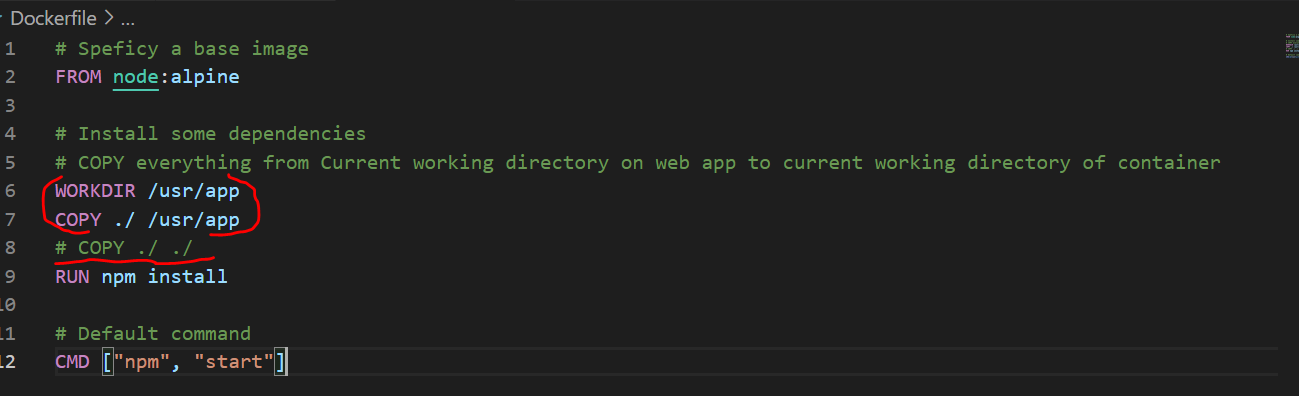 Dockerfile > ...
1 # Speficy a base image
2 FROM node:alpine
3
4 # Install some dependencies
5 # COPY everything from Current working directory on web app to current working directory of container
6 WORKDIR /usr/app
7 COPY ./ /usr/app
8 # COPY ./ ./
9 RUN npm install
10
11 # Default command
12 CMD ["npm", "start"]